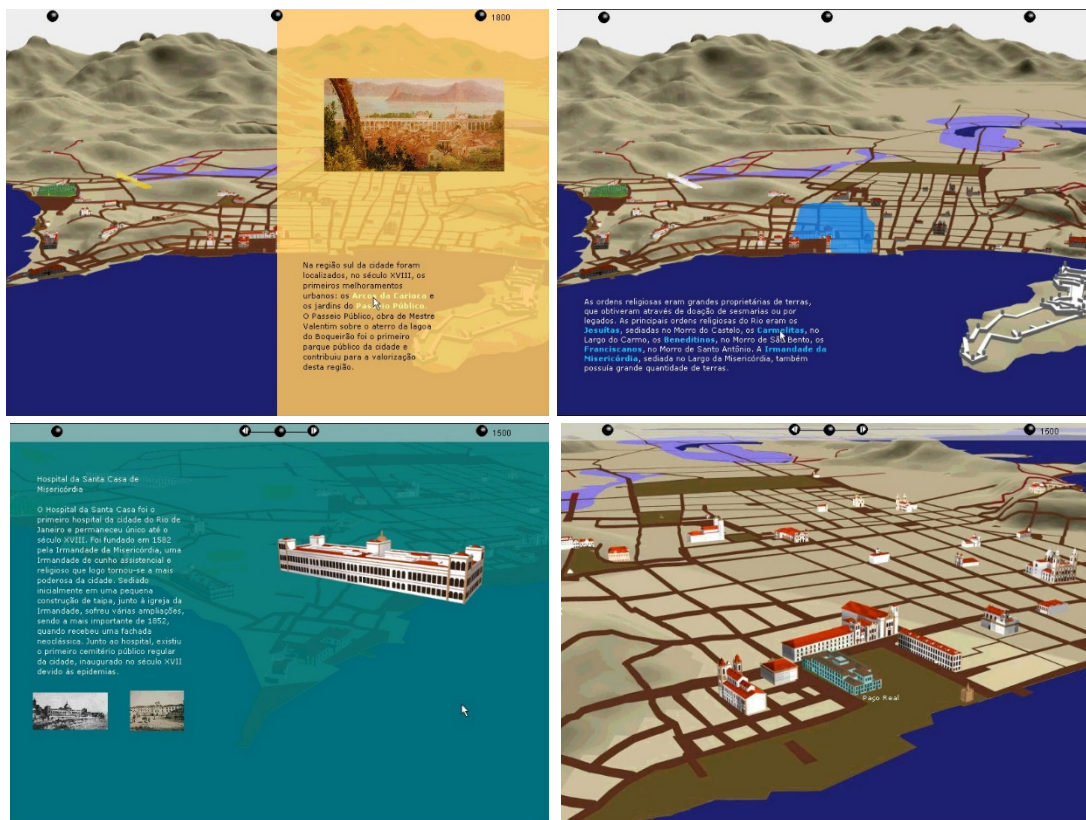 1800
Na região sul da cidade foram
localizados, no século XVIII, os
primeiros melhoramentos
urbanos: os Arcos da Carioca e
os jardins do Passeio Público.
O Passeio Público, obra de Mestre
Valentim sobre o aterro da lagoa
do Boqueirão foi o primeiro
parque público da cidade e
contribuiu para a valorização
desta região.
As ordens religiosas eram grandes proprietárias de terras,
que obtiveram através de doação de sesmarias ou por
legados. As principais ordens religiosas do Rio eram os
Jesuítas, sediadas no Morro do Castelo, os Carmelitas, no
Largo do Carmo, os Beneditinos, no Morro de São Bento, os
Franciscanos, no Morro de Santo Antônio. A Irmandade da
Misericórdia, sediada no Largo da Misericórdia, também
possuía grande quantidade de terras.
1500
Hospital da Santa Casa de
Misericórdia
O Hospital da Santa Casa foi o
primeiro hospital da cidade do Rio de
Janeiro e permaneceu único até o
século XVIII. Foi fundado em 1582
pela Irmandade da Misericórdia, uma
Irmandade de cunho assistencial e
religioso que logo tornou-se a mais
poderosa da cidade. Sediado
inicialmente em uma pequena
construção de taipa, junto à igreja da
Irmandade, sofreu várias ampliações,
sendo a mais importante de 1852,
quando recebeu uma fachada
neoclássica. Junto ao hospital, existiu
o primeiro cemitério público regular
da cidade, inaugurado no século XVII
devido às epidemias.
1500
Paço Real